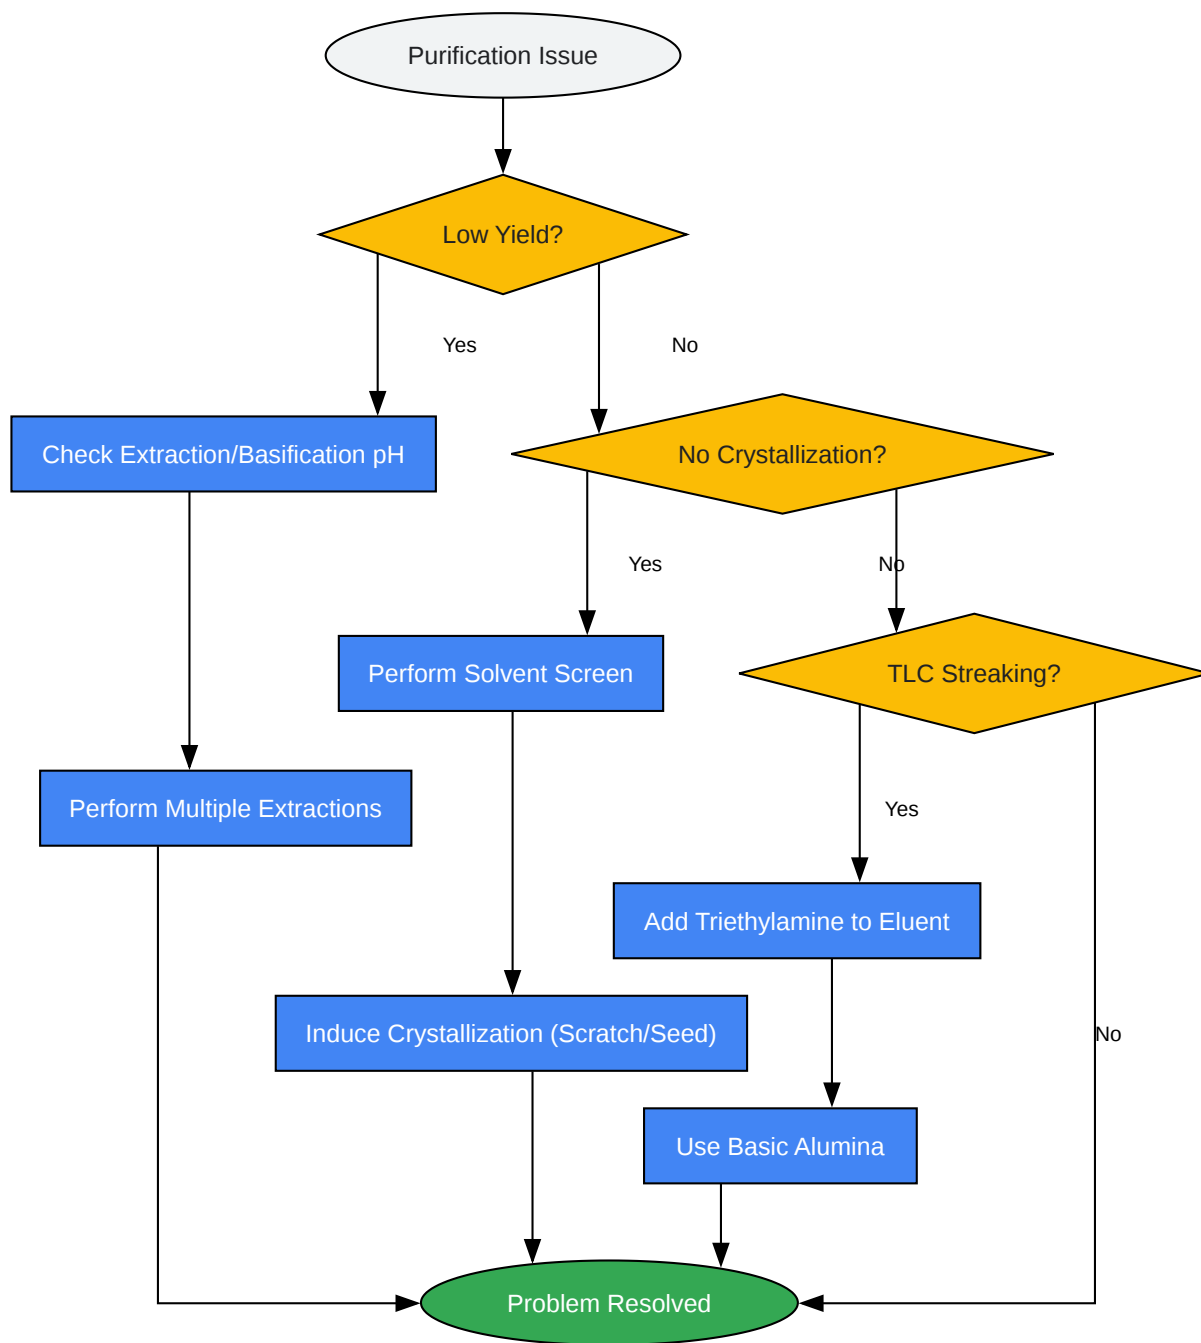 Purification Issue
Low Yield?
Yes
No
Check Extraction/Basification pH
No Crystallization?
Yes
No
Perform Solvent Screen
TLC Streaking?
Perform Multiple Extractions
Yes
Add Triethylamine to Eluent
Induce Crystallization (Scratch/Seed)
No
Use Basic Alumina
Problem Resolved